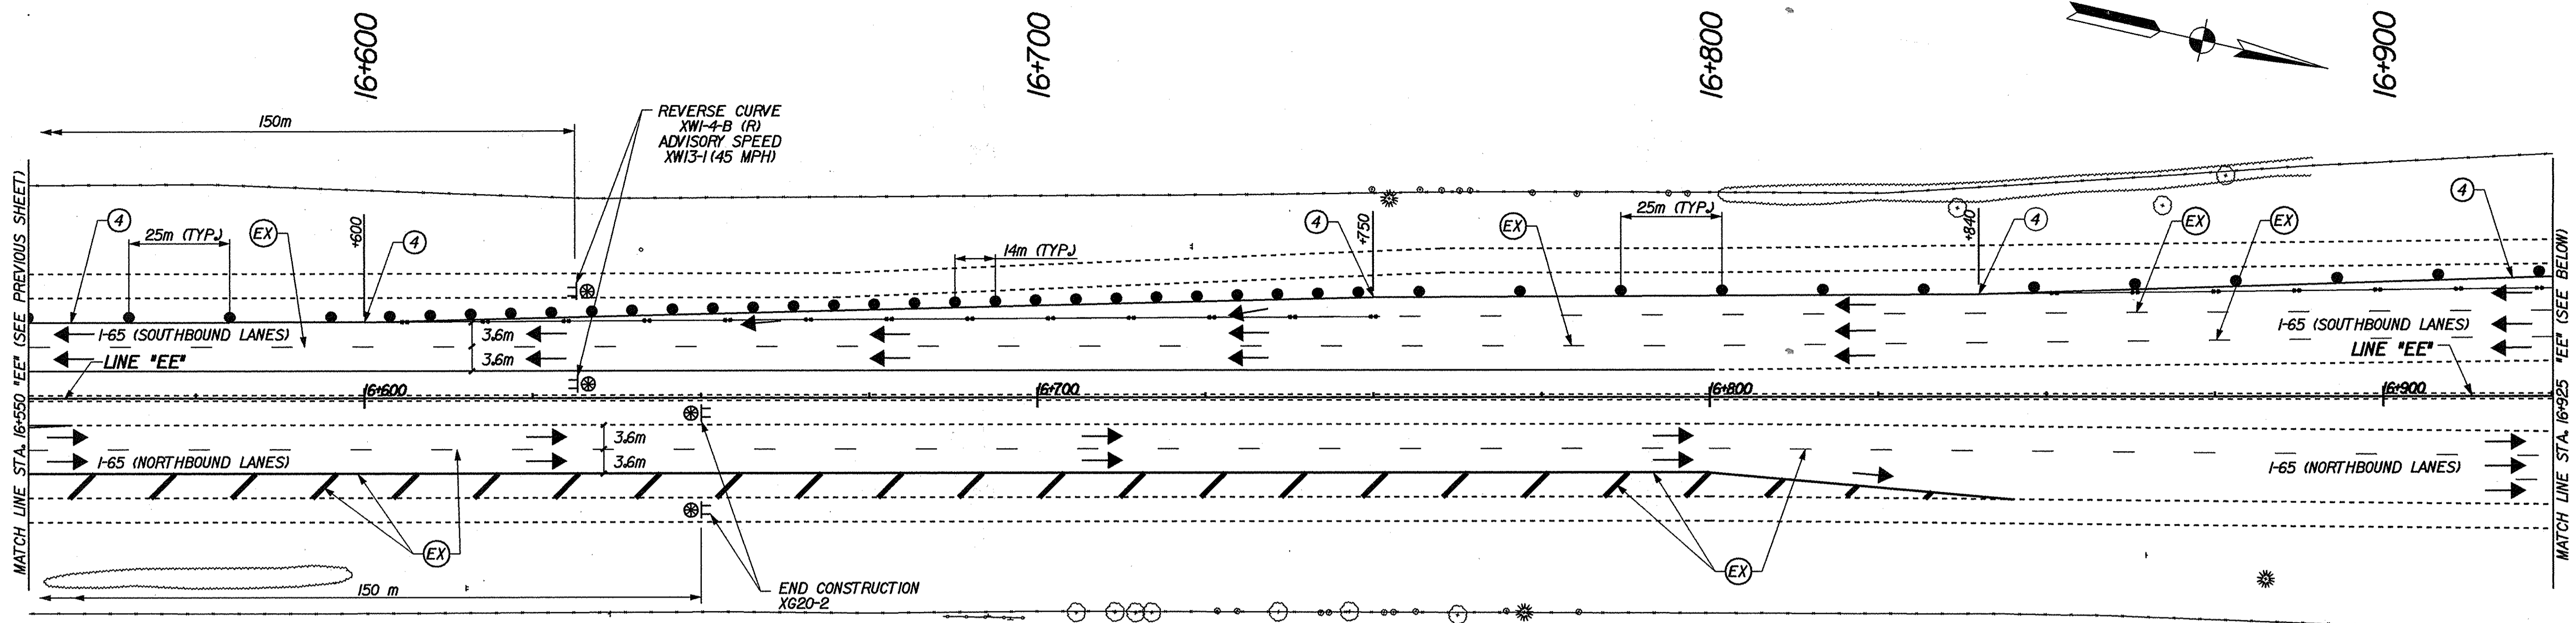 16+600
16+700
16+800
16+900
150m
REVERSE CURVE
XW1-4-B (R)
ADVISORY SPEED
XW13-1 (45 MPH)
MATCH LINE STA. 16+550 "EE" (SEE PREVIOUS SHEET)
4
25m (TYP.)
EX
+600
4
14m (TYP.)
4
+750
EX
25m (TYP.)
+840
4
EX
EX
4
I-65 (SOUTHBOUND LANES)
3.6m
3.6m
LINE "EE"
I-65 (SOUTHBOUND LANES)
LINE "EE"
16+600
16+700
16+800
16+900
3.6m
3.6m
I-65 (NORTHBOUND LANES)
I-65 (NORTHBOUND LANES)
EX
EX
150 m
END CONSTRUCTION
XG20-2
MATCH LINE STA. 16+925 "EE" (SEE BELOW)